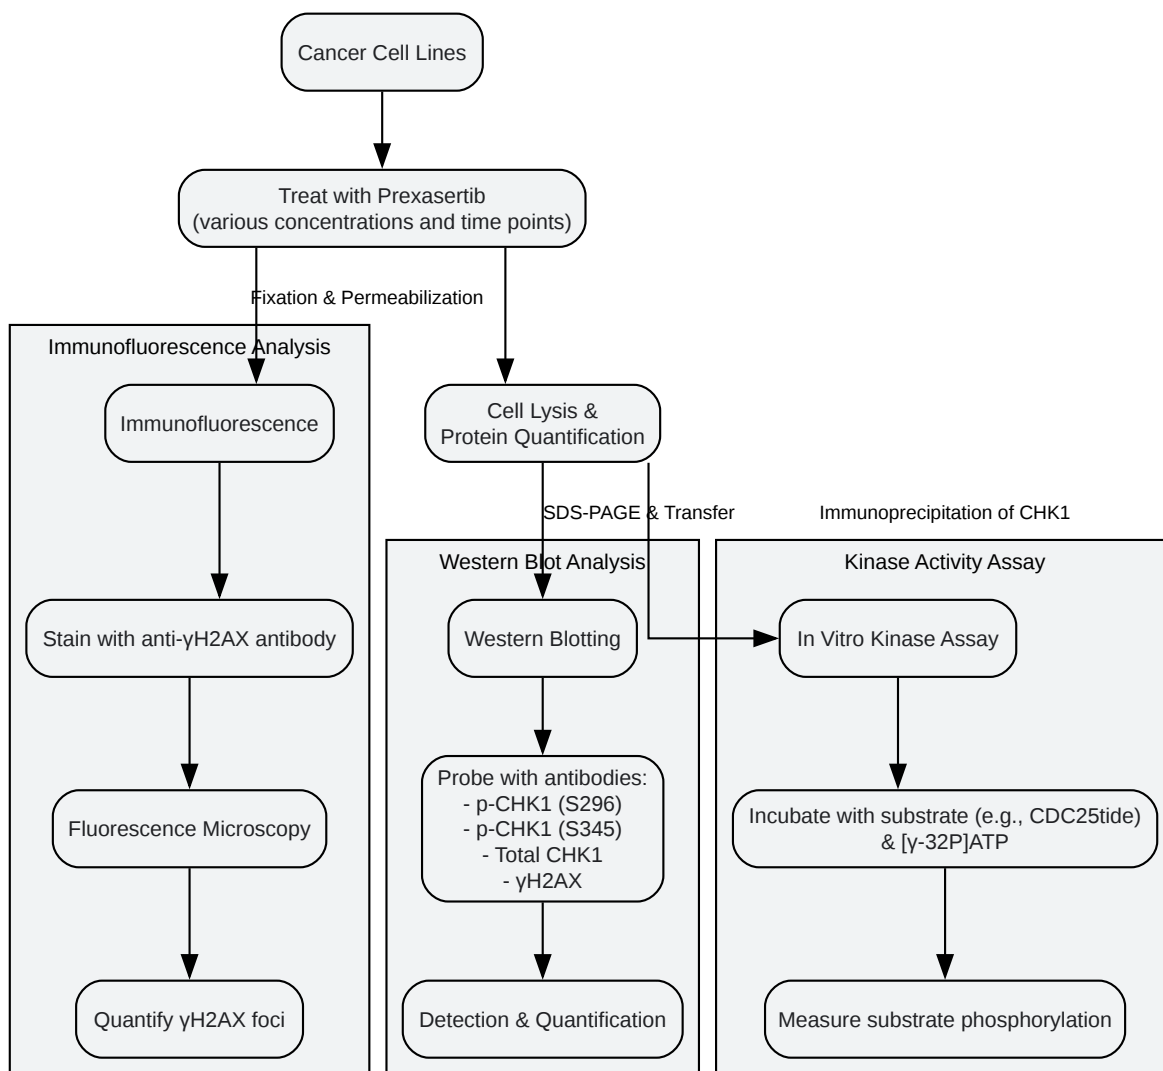 Cancer Cell Lines
Treat with Prexasertib
(various concentrations and time points)
Fixation & Permeabilization
Immunofluorescence Analysis
Immunofluorescence
Cell Lysis &
Protein Quantification
SDS-PAGE & Transfer
Immunoprecipitation of CHK1
Western Blot Analysis
Kinase Activity Assay
Stain with anti-γH2AX antibody
Western Blotting
In Vitro Kinase Assay
Fluorescence Microscopy
Probe with antibodies:
- p-CHK1 (S296)
- p-CHK1 (S345)
- Total CHK1
- γH2AX
Incubate with substrate (e.g., CDC25tide)
& [γ-32P]ATP
Quantify γH2AX foci
Detection & Quantification
Measure substrate phosphorylation